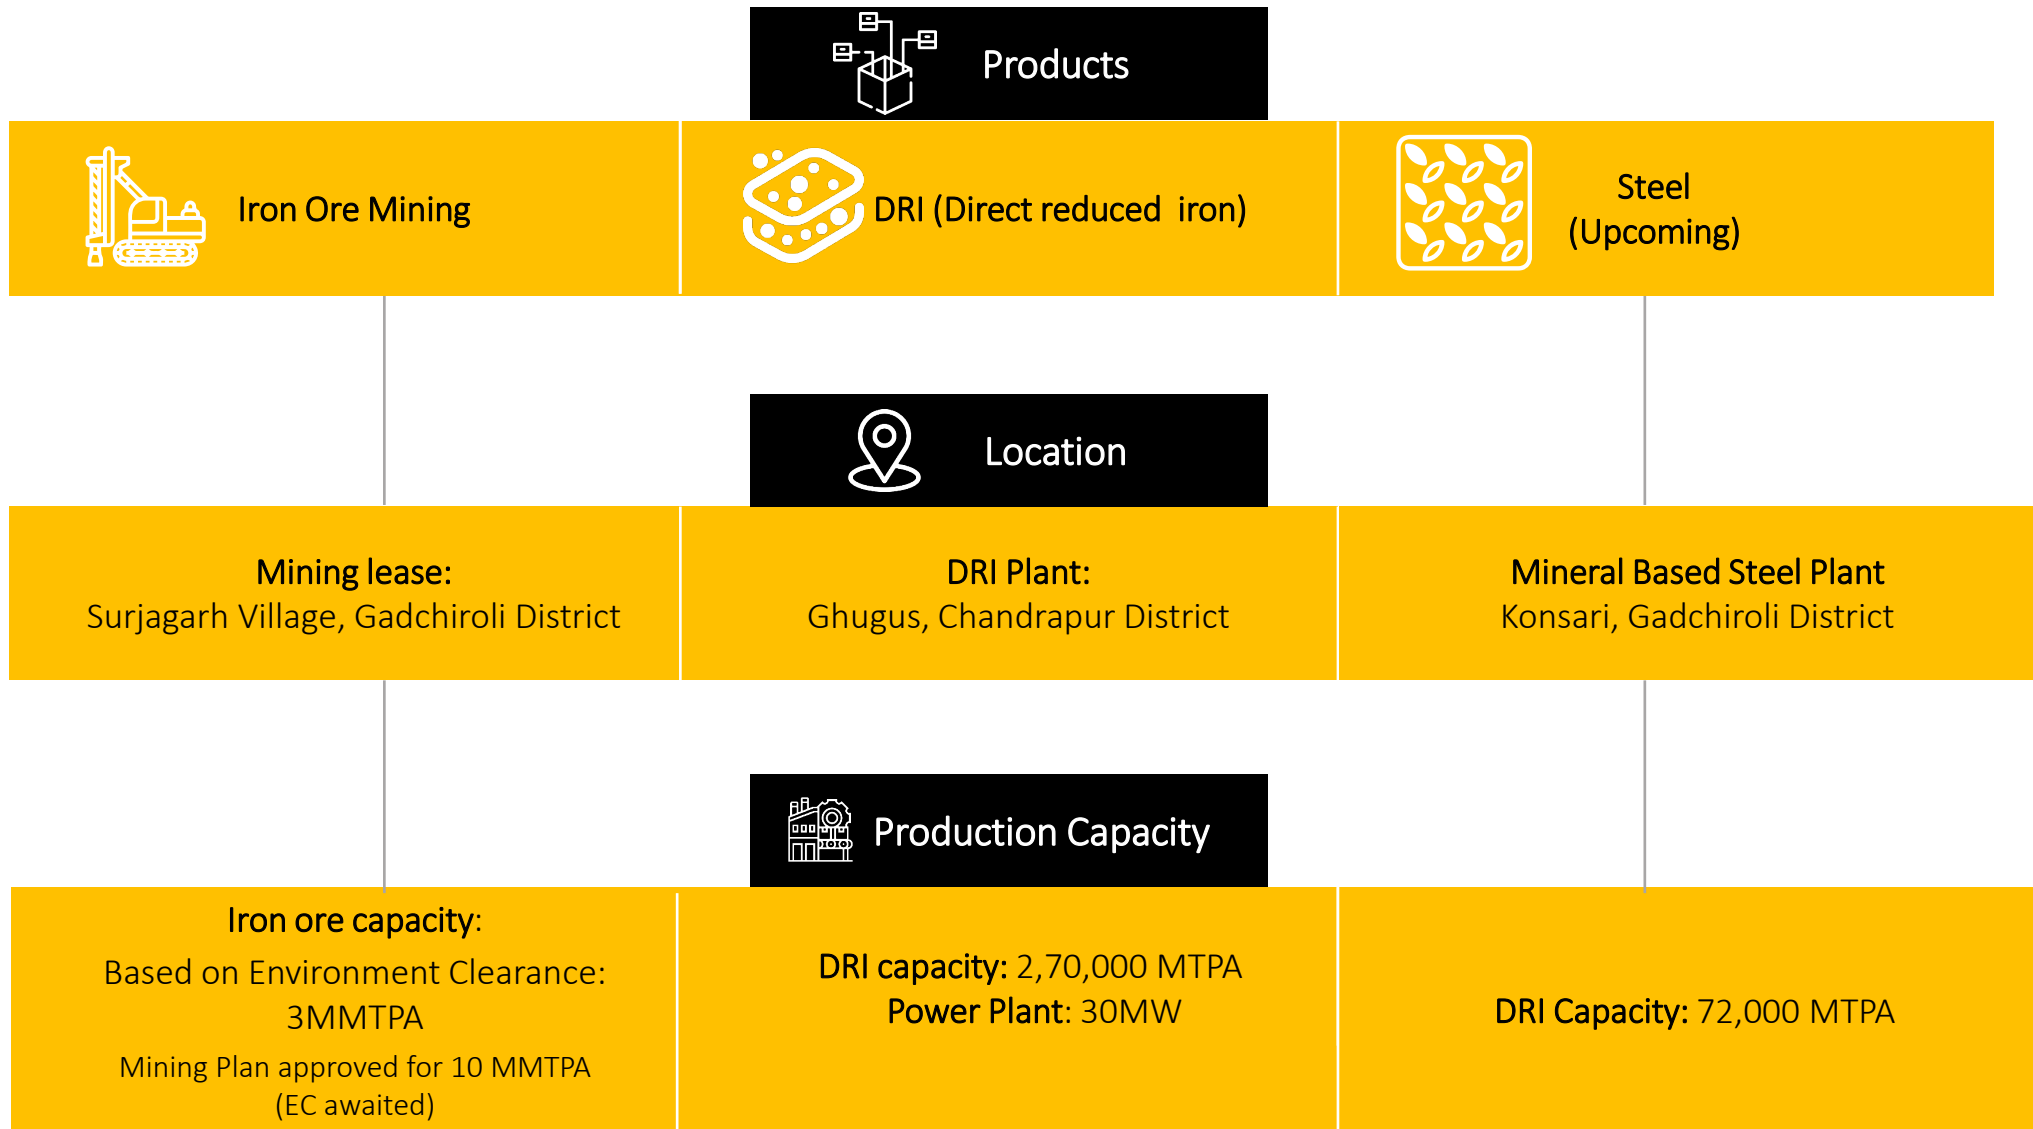 Products
Iron Ore Mining
DRI (Direct reduced iron)
Steel
(Upcoming)
Location
Mining lease:
Surjagarh Village, Gadchiroli District
DRI Plant:
Ghugus, Chandrapur District
Mineral Based Steel Plant
Konsari, Gadchiroli District
Production Capacity
Iron ore capacity:
Based on Environment Clearance:
3MMTPA
Mining Plan approved for 10 MMTPA
(EC awaited)
DRI capacity: 2,70,000 MTPA
Power Plant: 30MW
DRI Capacity: 72,000 MTPA